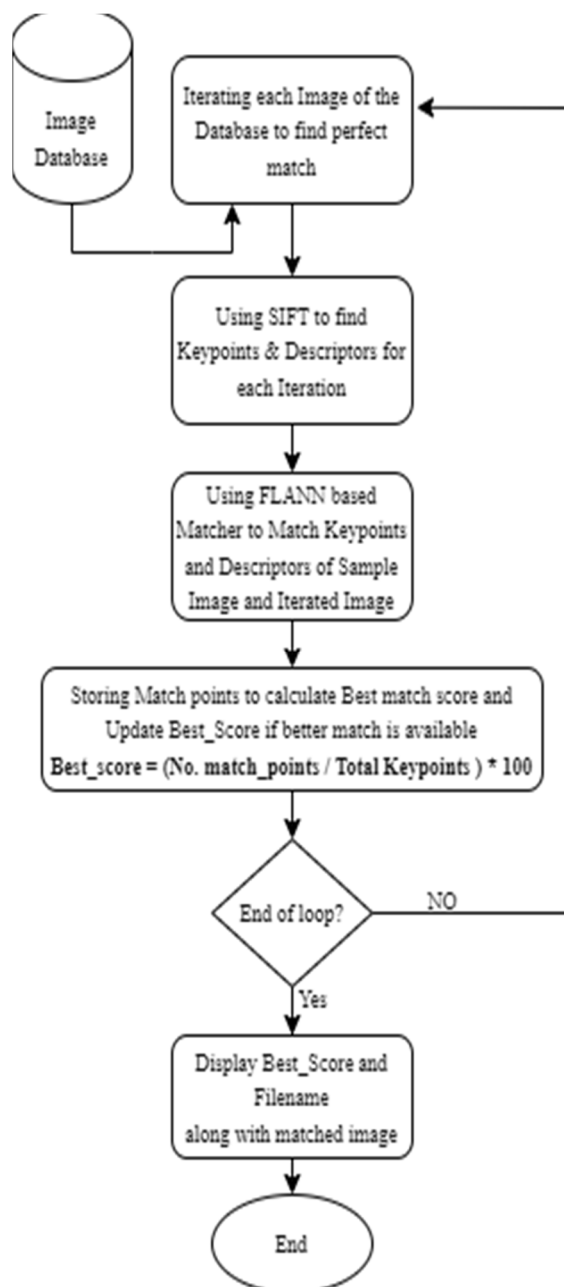 Image
Database
Iterating each Image of the
Database to find perfect
match
Using SIFT to find
Keypoints & Descriptors for
each Iteration
Using FLANN based
Matcher to Match Keypoints
and Descriptors of Sample
Image and Iterated Image
Storing Match points to calculate Best match score and
Update Best_Score if better match is available
Best_score = (No. match_points / Total Keypoints ) * 100
End of loop?
NO
Yes
Display Best_Score and
Filename
along with matched image
End